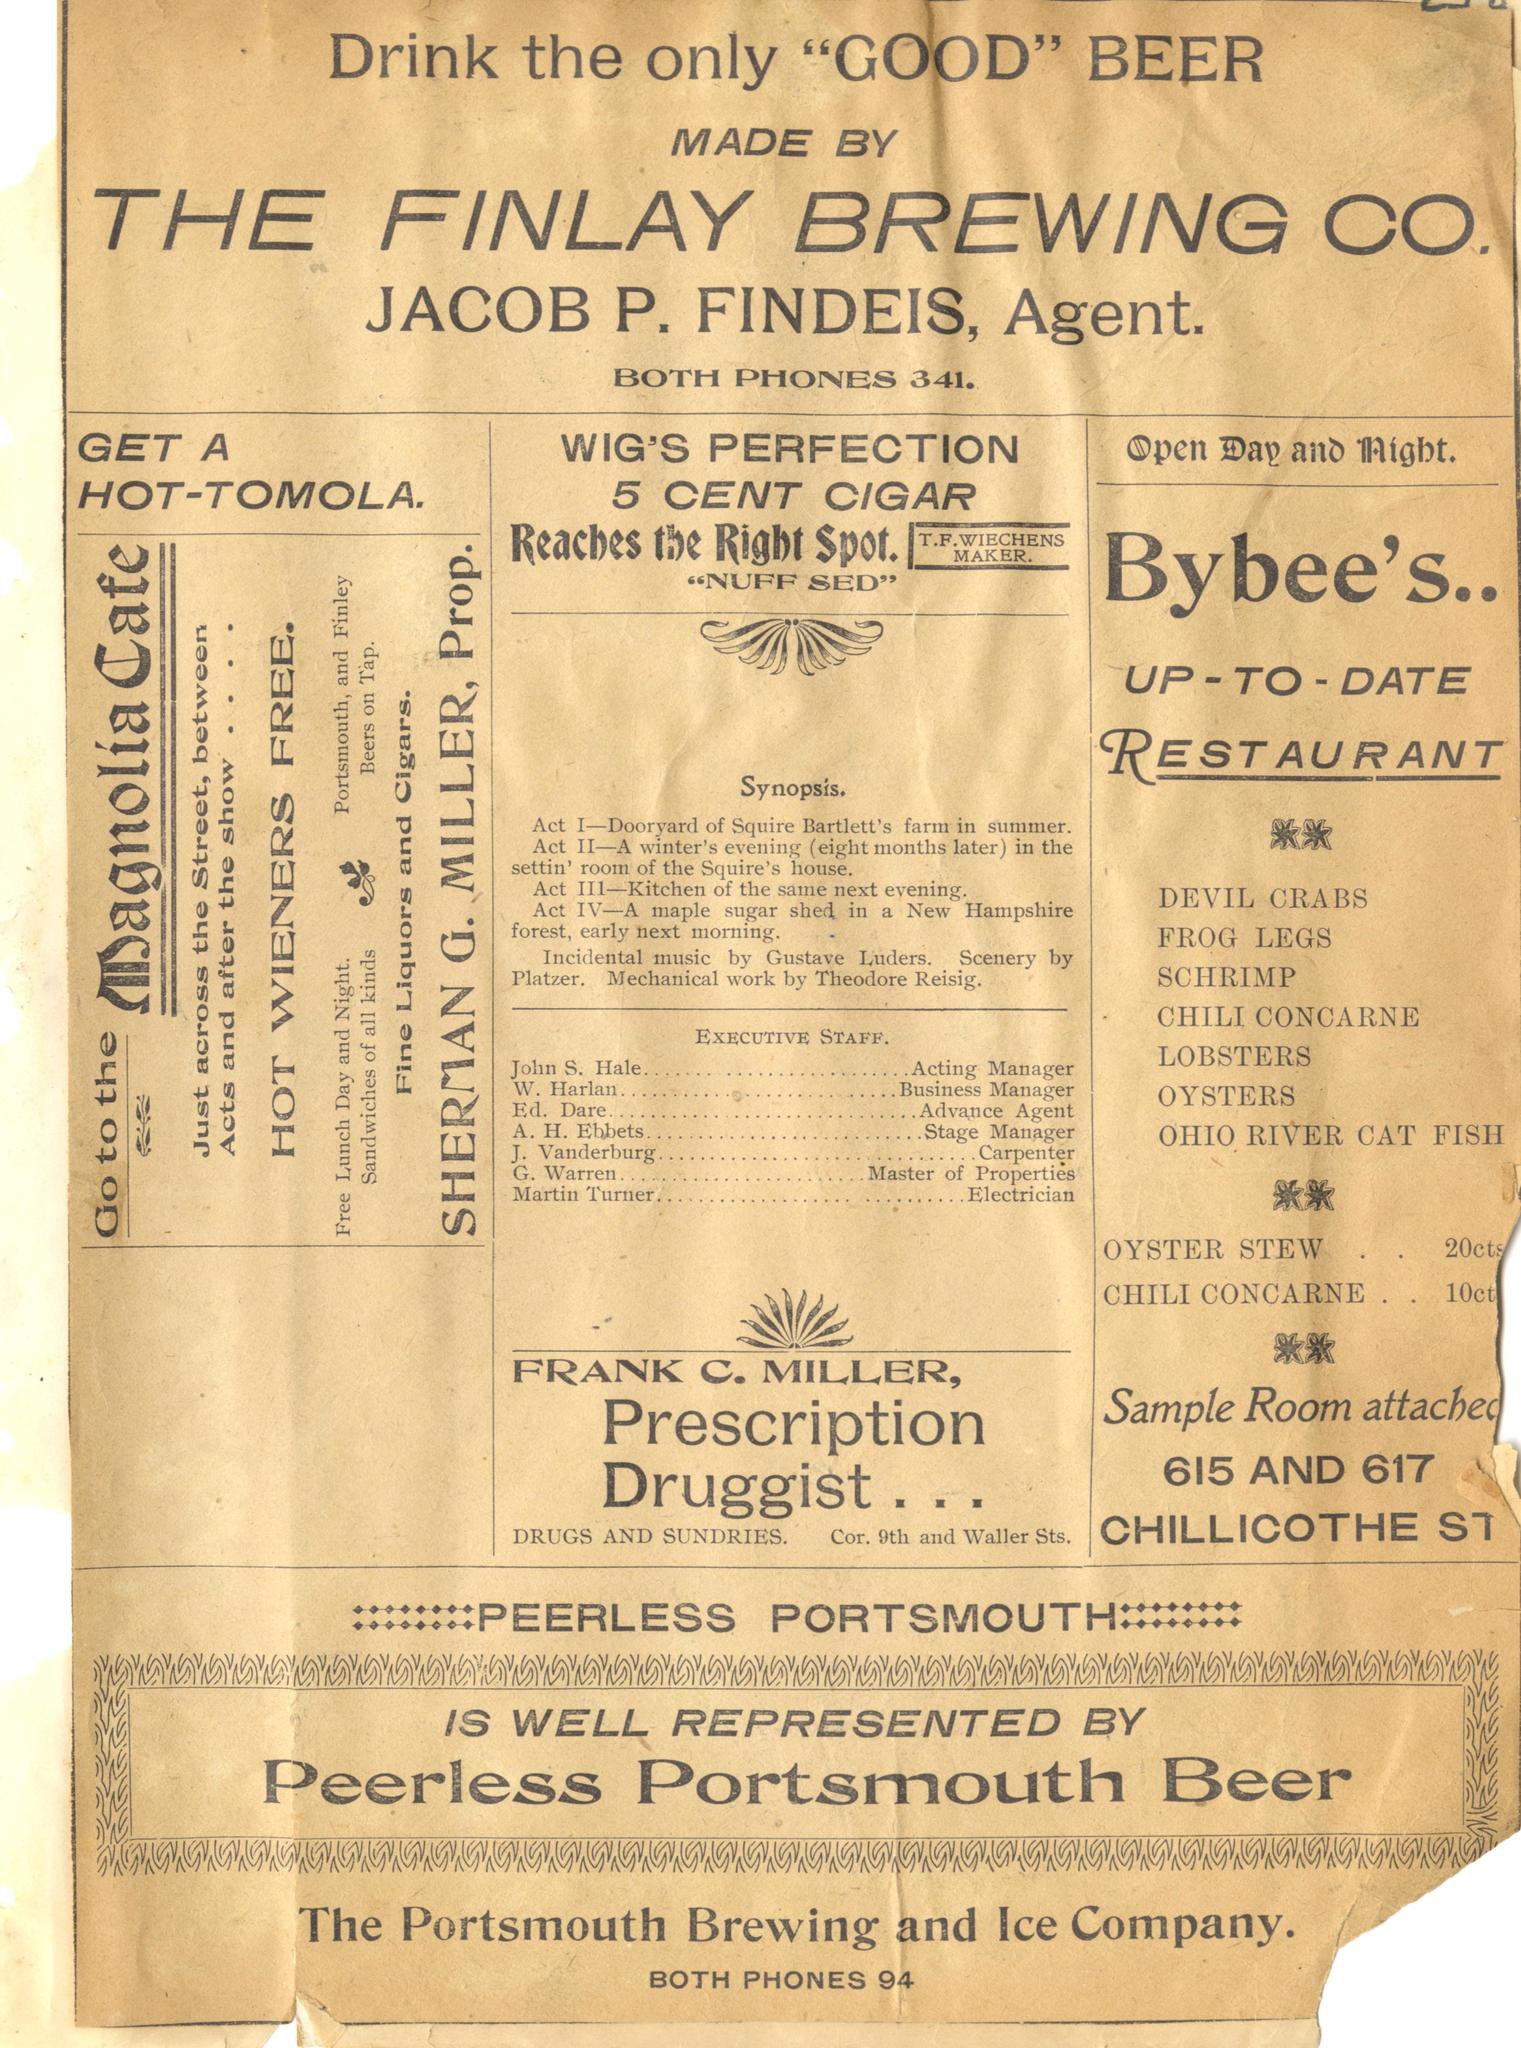 Drink the only “GOOD” BEER
MADE BY
THE FINLAY BREWING CO.
JACOB P. FINDEIS, Agent.
BOTH PHONES 341.
GET A
HOT-TOMOLA.
Go to the Magnolia Cafe
Just across the Street, between
Acts and after the show . . . .
HOT WIENERS FREE.
Free Lunch Day and Night.
Sandwiches of all kinds
Portsmouth, and Finley
Beers on Tap.
Fine Liquors and Cigars.
SHERMAN G. MILLER, Prop.
WIG'S PERFECTION
5 CENT CIGAR
Reaches the Right Spot.
T.F. WIECHENS
MAKER.
“NUFF SED”
Synopsis.
Act I—Dooryard of Squire Bartlett's farm in summer.
Act II—A winter's evening (eight months later) in the
settin' room of the Squire's house.
Act III—Kitchen of the same next evening.
Act IV—A maple sugar shed in a New Hampshire
forest, early next morning.
Incidental music by Gustave Luders. Scenery by
Platzer. Mechanical work by Theodore Reisig.
EXECUTIVE STAFF.
John S. Hale..........................Acting Manager
W. Harlan..........................Business Manager
Ed. Dare..............................Advance Agent
A. H. Ebbets..........................Stage Manager
J. Vanderburg..............................Carpenter
G. Warren.......................Master of Properties
Martin Turner............................Electrician
FRANK C. MILLER,
Prescription
Druggist . . .
DRUGS AND SUNDRIES. Cor. 9th and Waller Sts.
Open Day and Night.
Bybee's..
UP-TO-DATE
RESTAURANT
DEVIL CRABS
FROG LEGS
SCHRIMP
CHILI CONCARNE
LOBSTERS
OYSTERS
OHIO RIVER CAT FISH
OYSTER STEW . . 20cts
CHILI CONCARNE . . 10ct
Sample Room attached
615 AND 617
CHILLICOTHE ST
PEERLESS PORTSMOUTH
IS WELL REPRESENTED BY
Peerless Portsmouth Beer
The Portsmouth Brewing and Ice Company.
BOTH PHONES 94